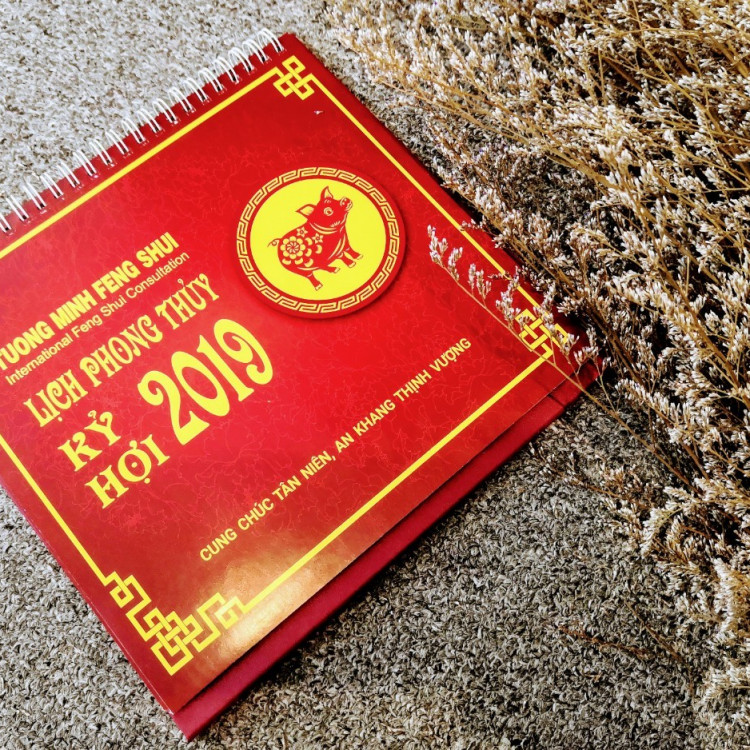 TUONG MINH FENG SHUI
International Feng Shui Consultation
LỊCH PHONG THỦY
KỶ HỢI 2019
CUNG CHÚC TÂN NIÊN, AN KHANG THỊNH VƯỢNG